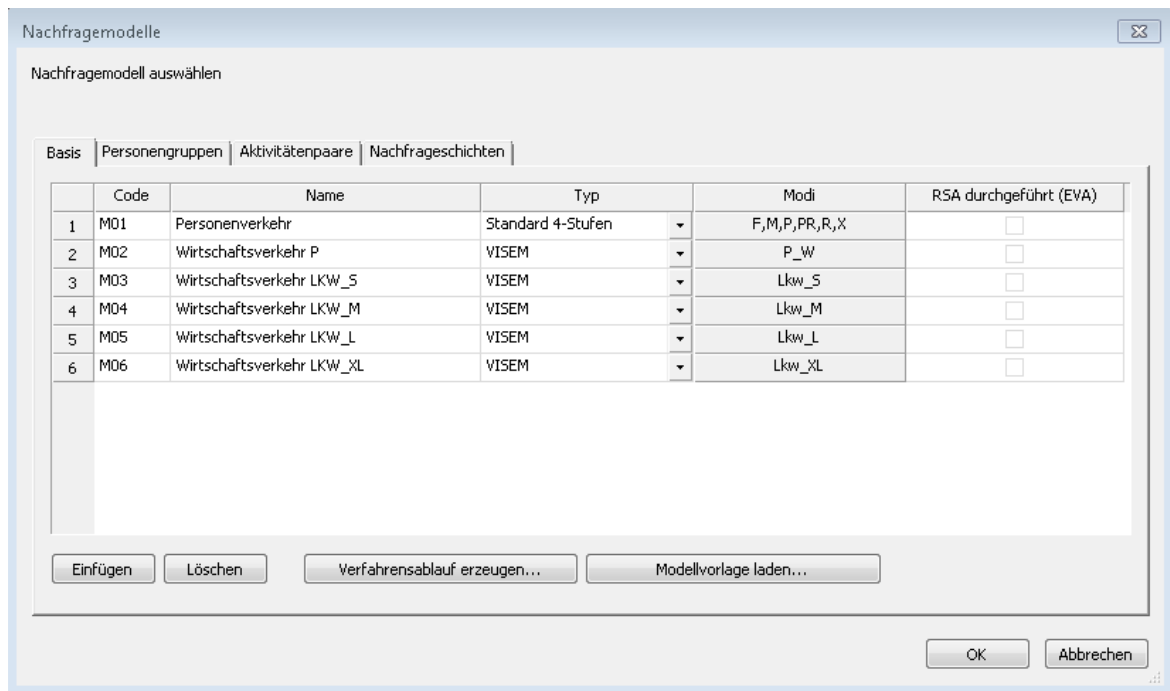 Nachfragemodelle
Nachfragemodell auswählen
Basis Personengruppen Aktivitätenpaare Nachfrageschichten
Code Name Typ Modi RSA durchgeführt (EVA)
1 M01 Personenverkehr Standard 4-Stufen F,M,P,PR,R,X
2 M02 Wirtschaftsverkehr P VISEM P_W
3 M03 Wirtschaftsverkehr LKW_S VISEM Lkw_S
4 M04 Wirtschaftsverkehr LKW_M VISEM Lkw_M
5 M05 Wirtschaftsverkehr LKW_L VISEM Lkw_L
6 M06 Wirtschaftsverkehr LKW_XL VISEM Lkw_XL
Einfügen Löschen Verfahrensablauf erzeugen... Modellvorlage laden...
OK Abbrechen